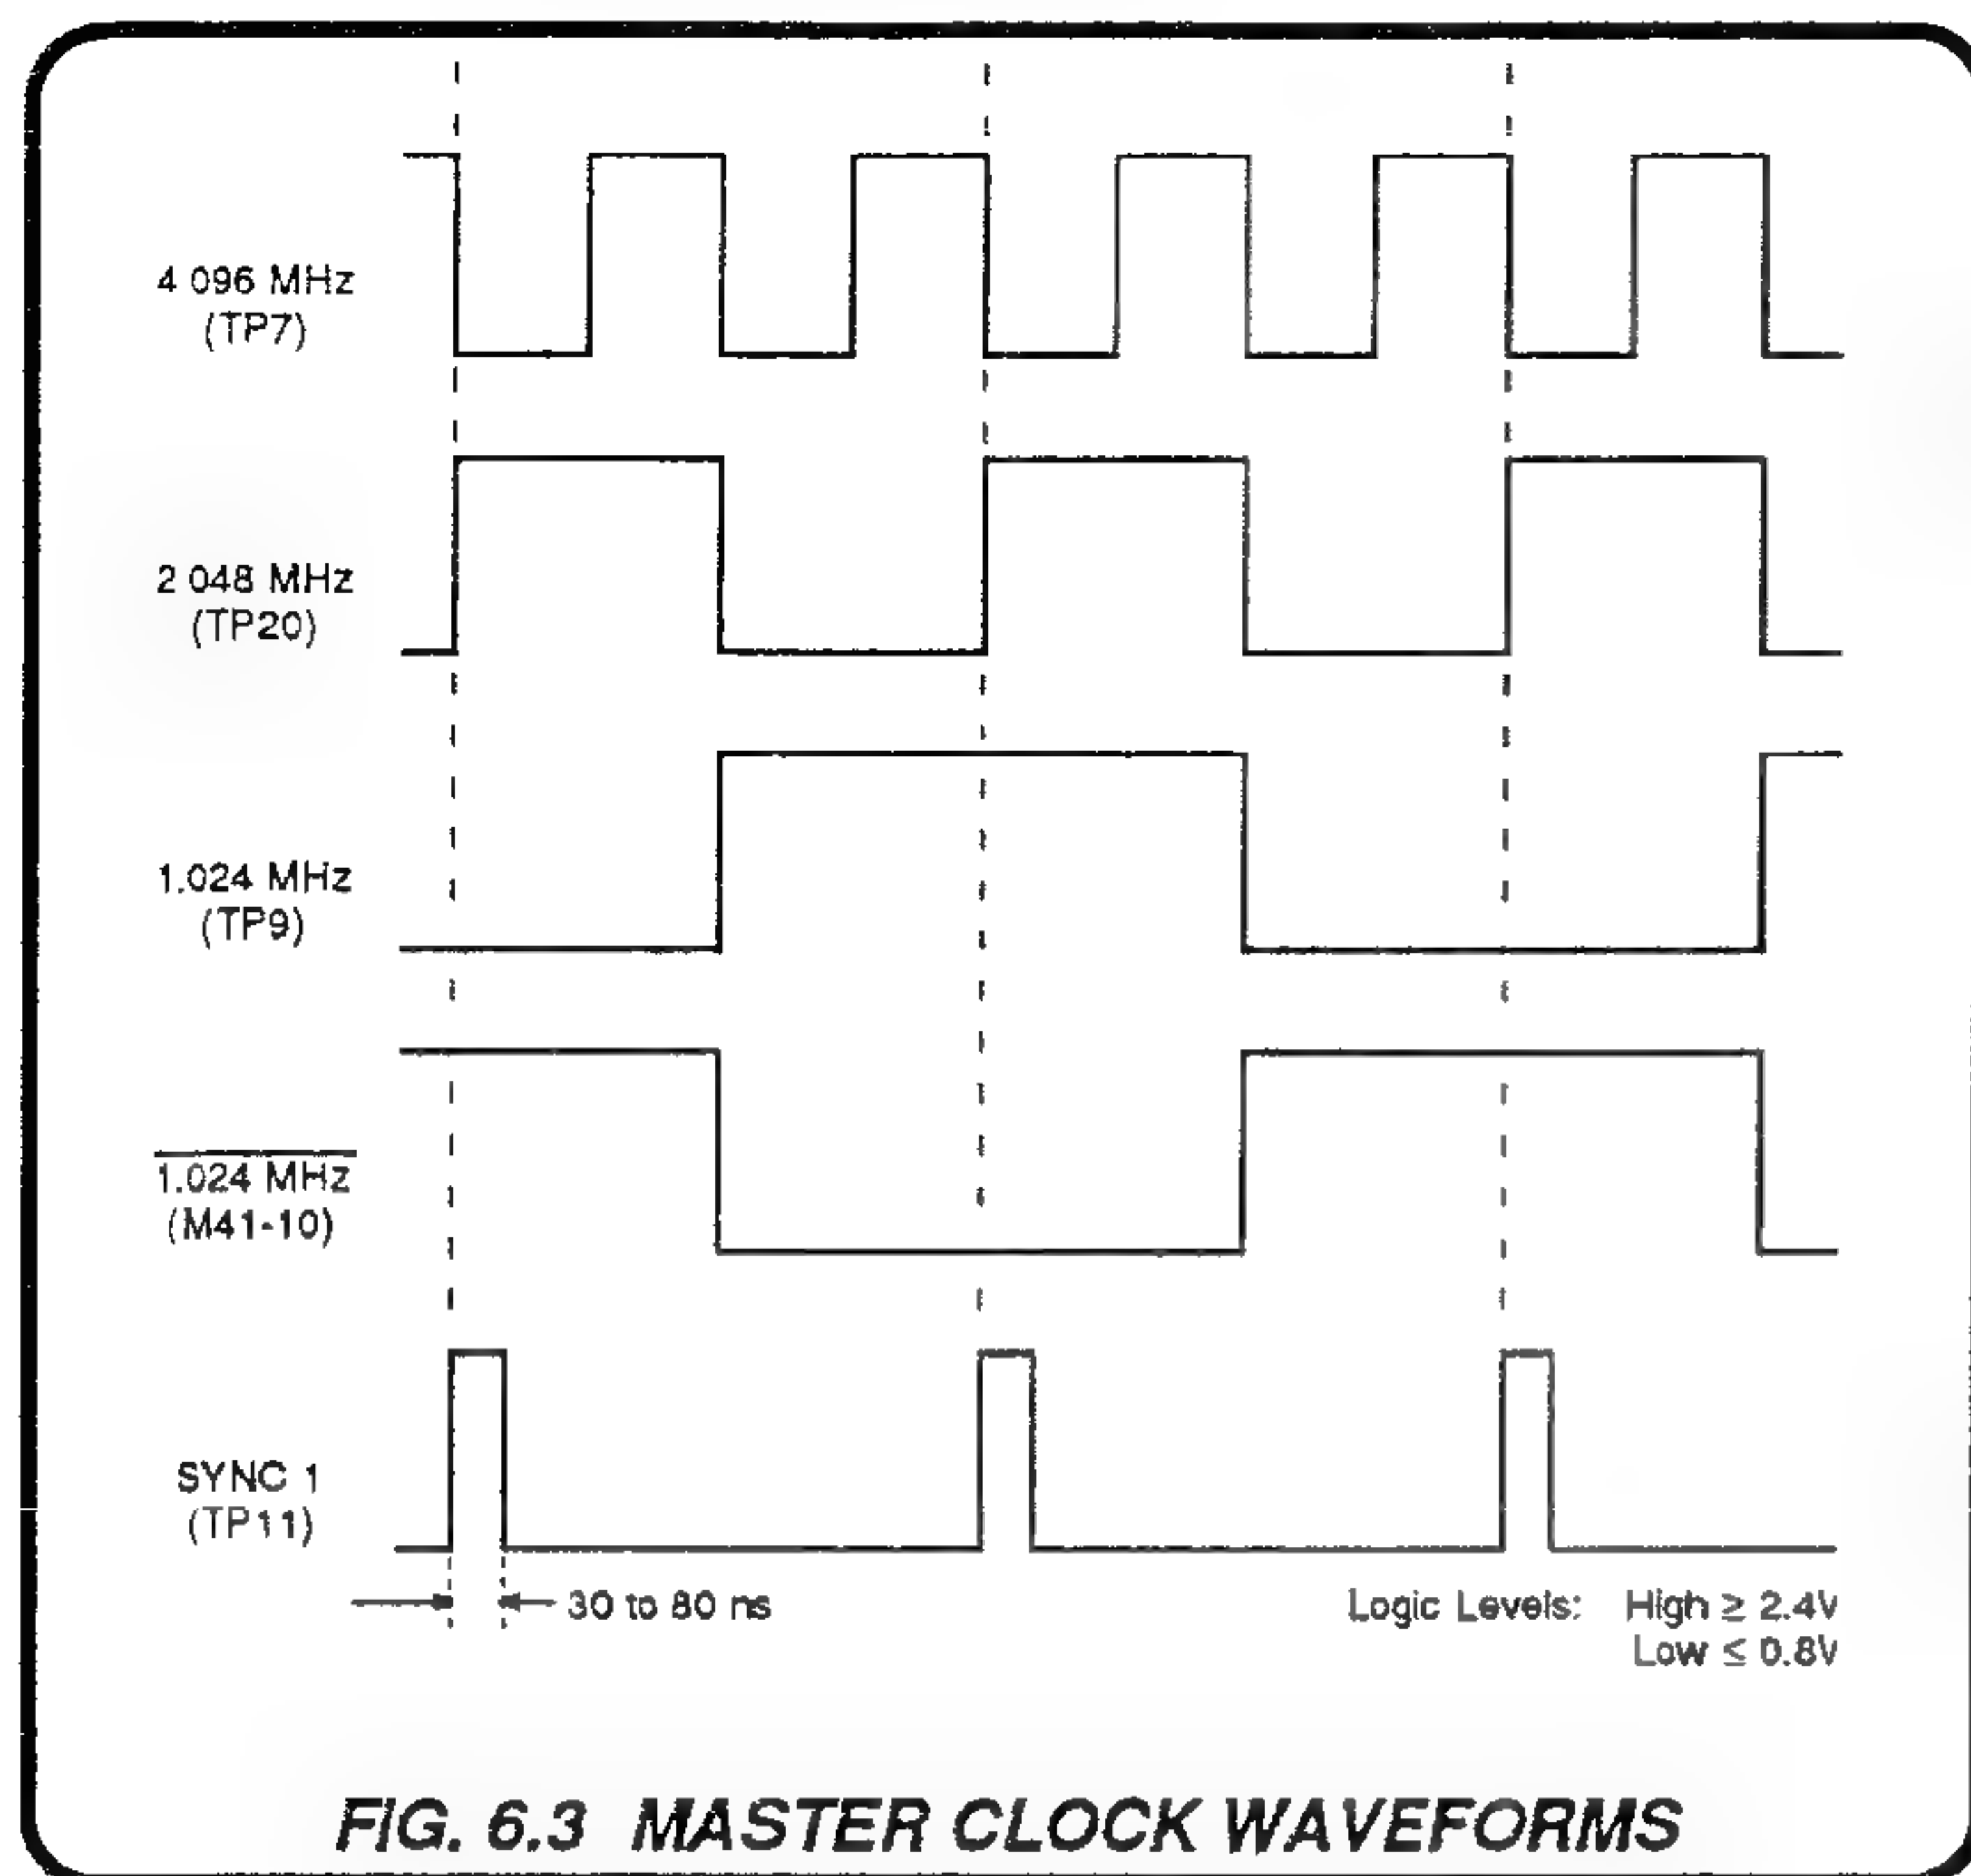 4 096 MHz
(TP7)
2 048 MHz
(TP20)
1.024 MHz
(TP9)
1.024 MHz
(M41-10)
SYNC 1
(TP11)
30 to 80 ns
Logic Levels: High ≥ 2.4V
Low ≤ 0.8V
FIG. 6.3 MASTER CLOCK WAVEFORMS